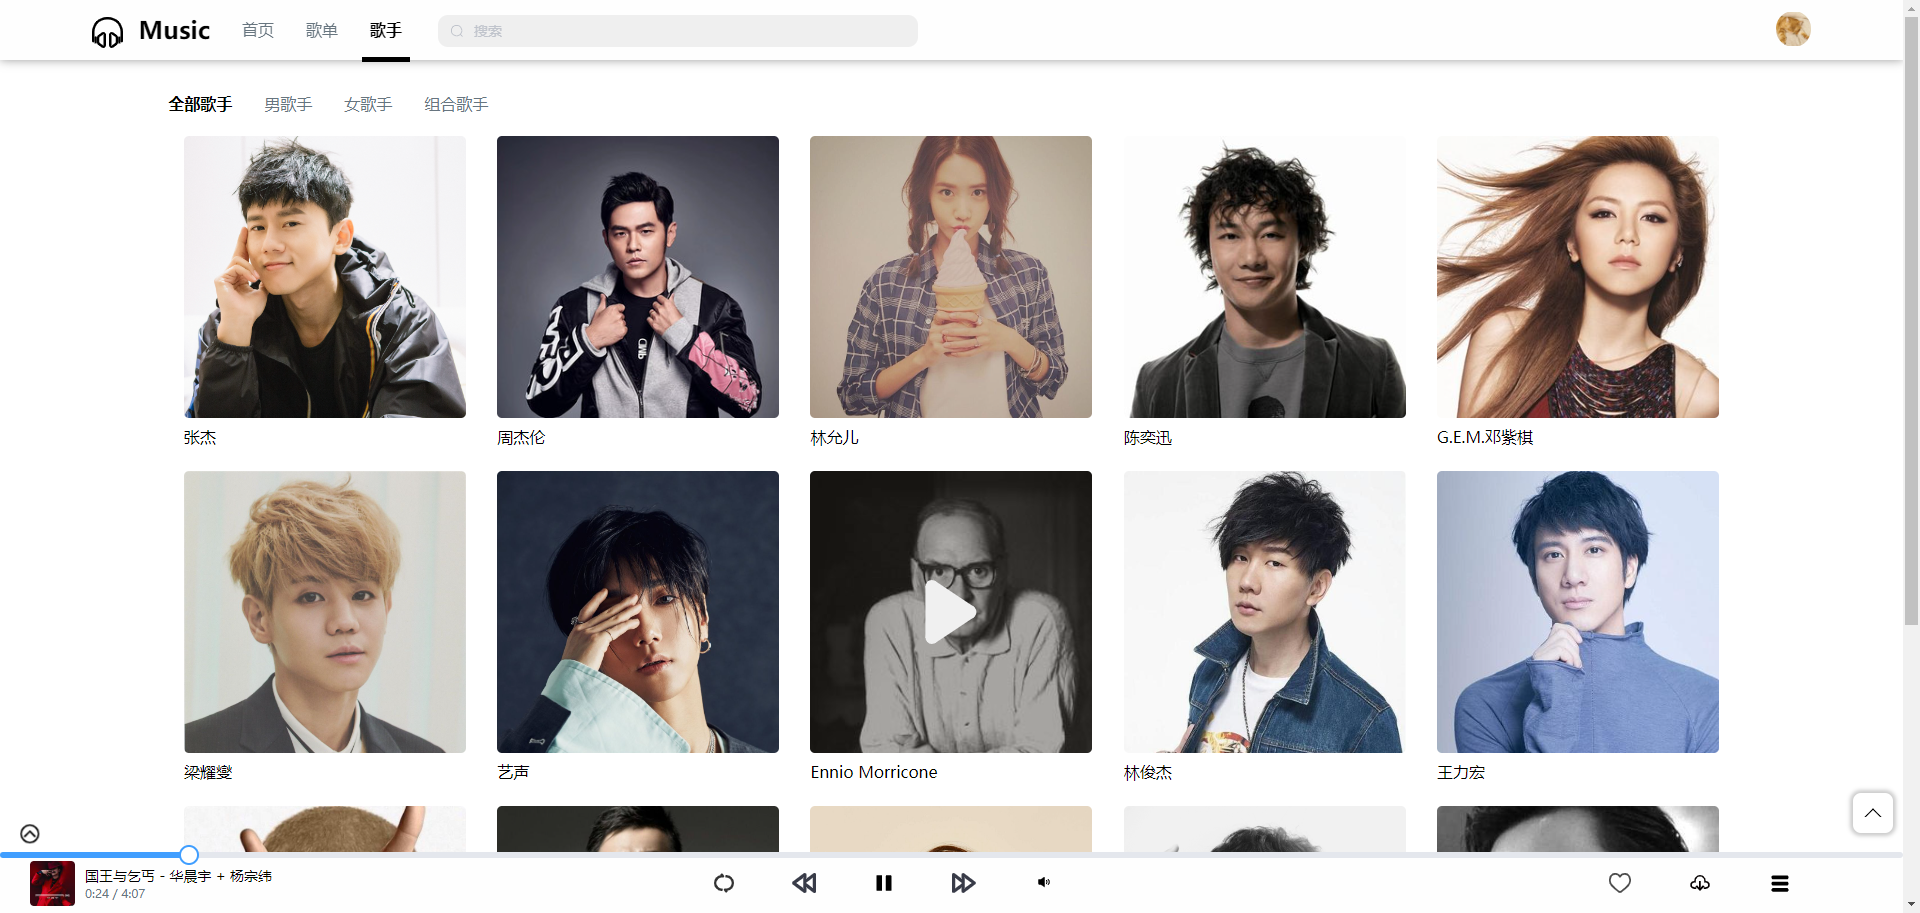 Music 首页 歌单 歌手 搜索
全部歌手 男歌手 女歌手 组合歌手
张杰 周杰伦 林允儿 陈奕迅 G.E.M.邓紫棋
梁耀燮 艺声 Ennio Morricone 林俊杰 王力宏
国王与乞丐 - 华晨宇 + 杨宗纬
0:24 / 4:07